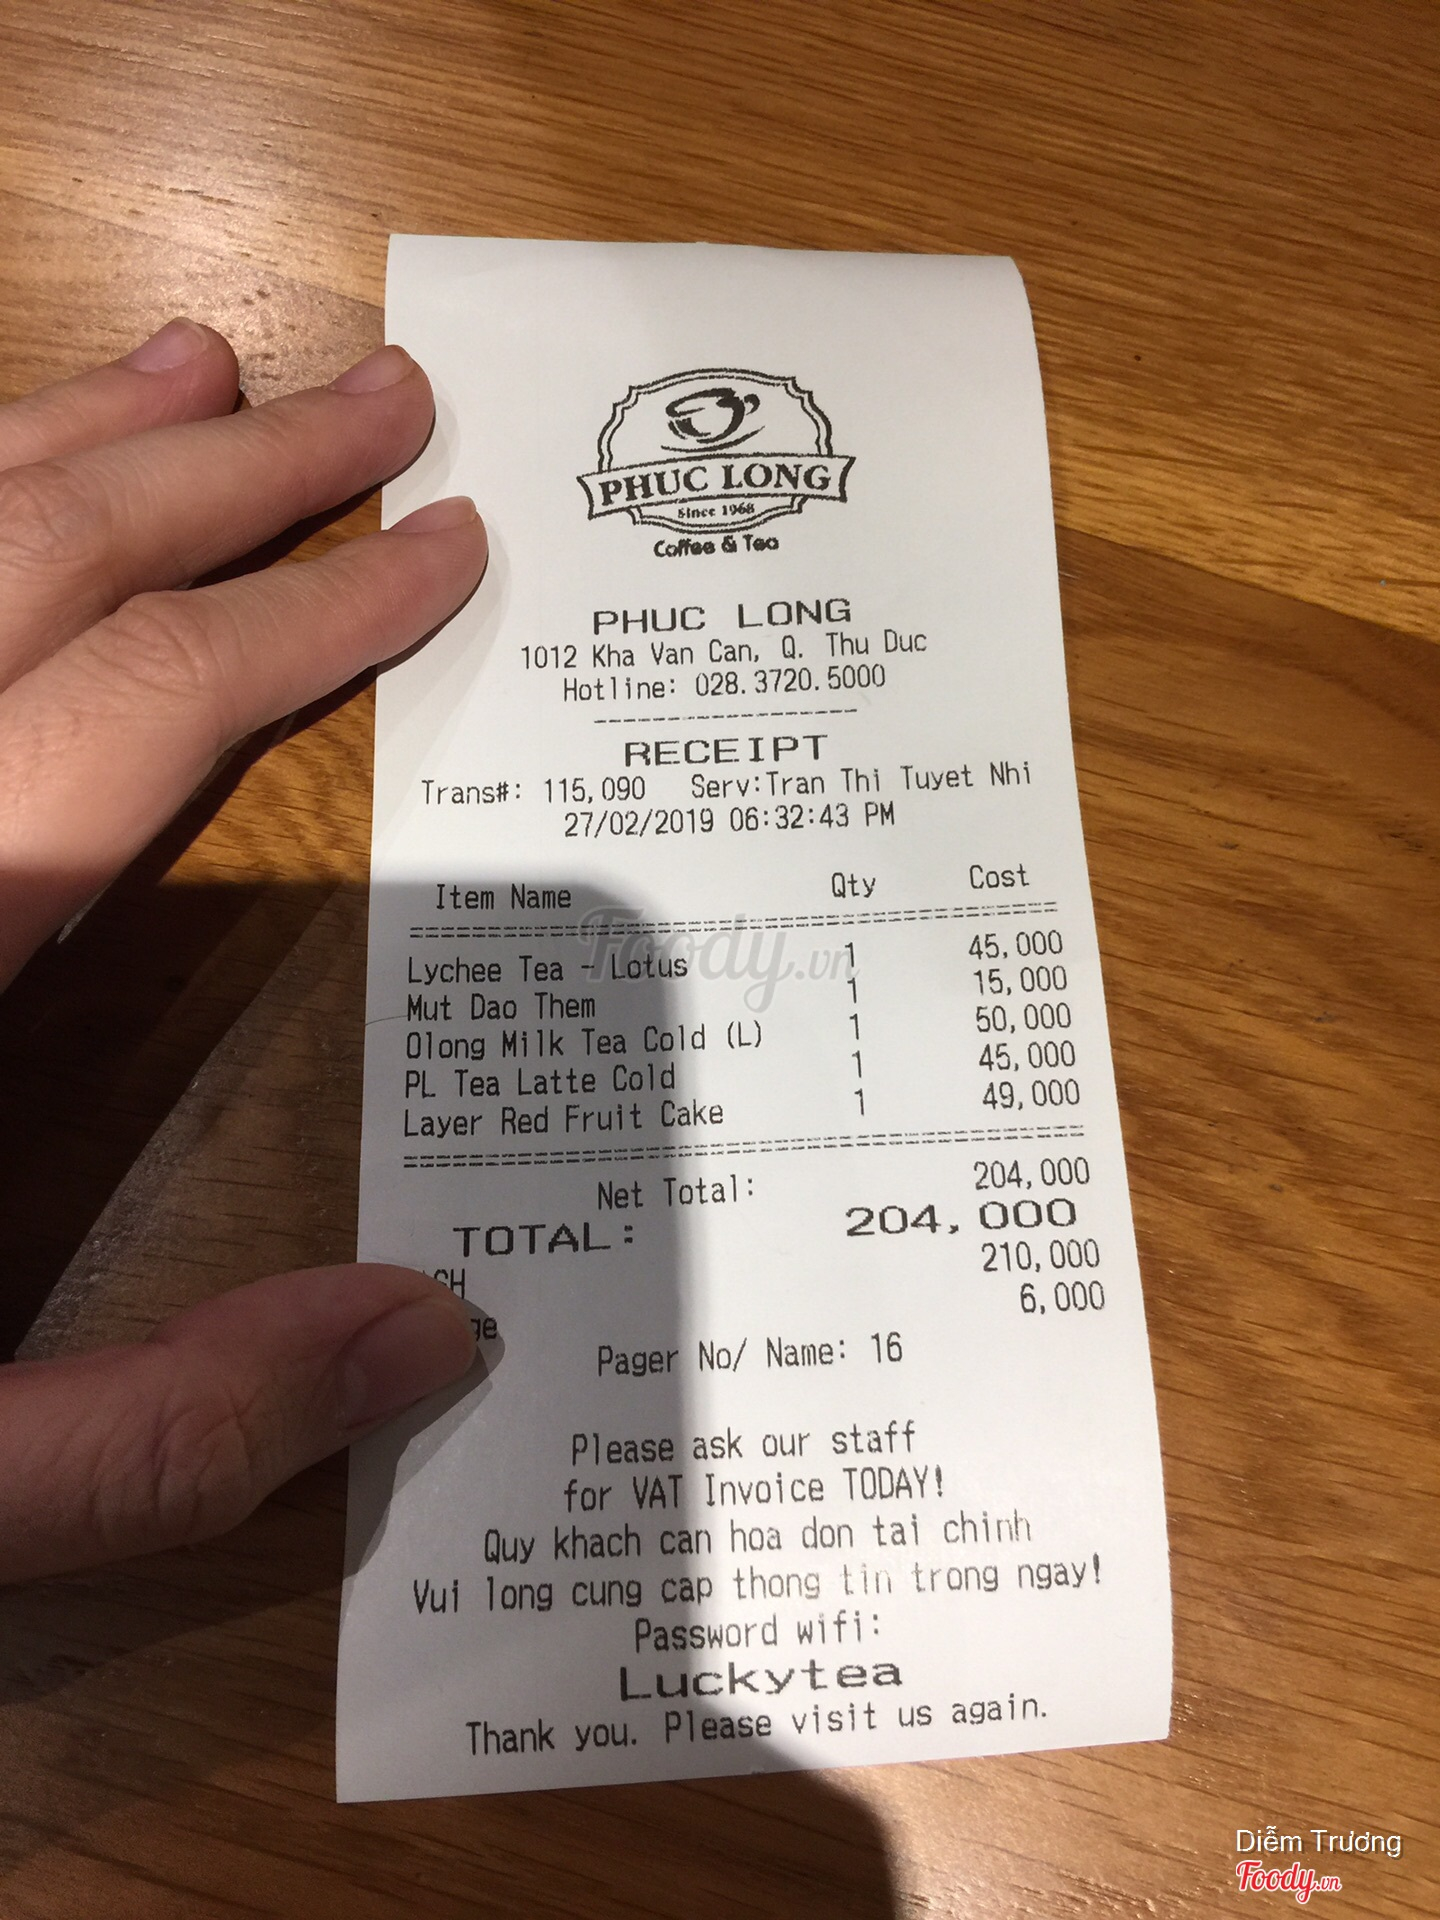 PHUC LONG
Since 1968
Coffee & Tea
PHUC LONG
1012 Kha Van Can, Q. Thu Duc
Hotline: 028.3720.5000
RECEIPT
Trans#: 115,090 Serv:Tran Thi Tuyet Nhi
27/02/2019 06:32:43 PM
Item Name Qty Cost
Lychee Tea - Lotus 1 45,000
Mut Dao Them 1 15,000
Olong Milk Tea Cold (L) 1 50,000
PL Tea Latte Cold 1 45,000
Layer Red Fruit Cake 1 49,000
Net Total: 204,000
TOTAL: 204,000
210,000
6,000
Pager No/ Name: 16
Please ask our staff
for VAT Invoice TODAY!
Quy khach can hoa don tai chinh
Vui long cung cap thong tin trong ngay!
Password wifi:
Luckytea
Thank you. Please visit us again.
Foody.vn
Diễm Trương
Foody.vn